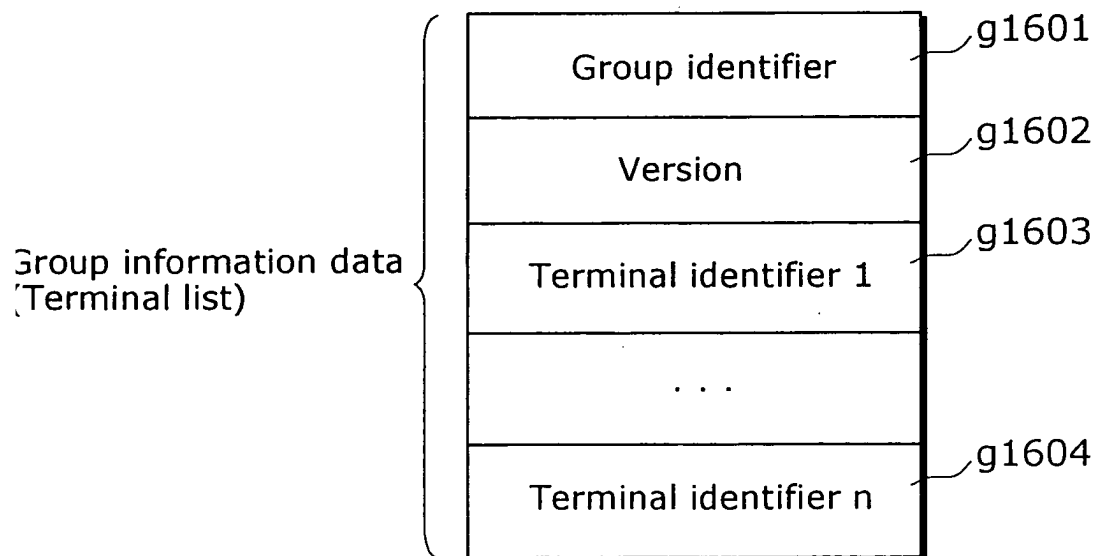 Group identifier
g1601
Version
g1602
Group information data
(Terminal list)
Terminal identifier 1
g1603
. . .
Terminal identifier n
g1604